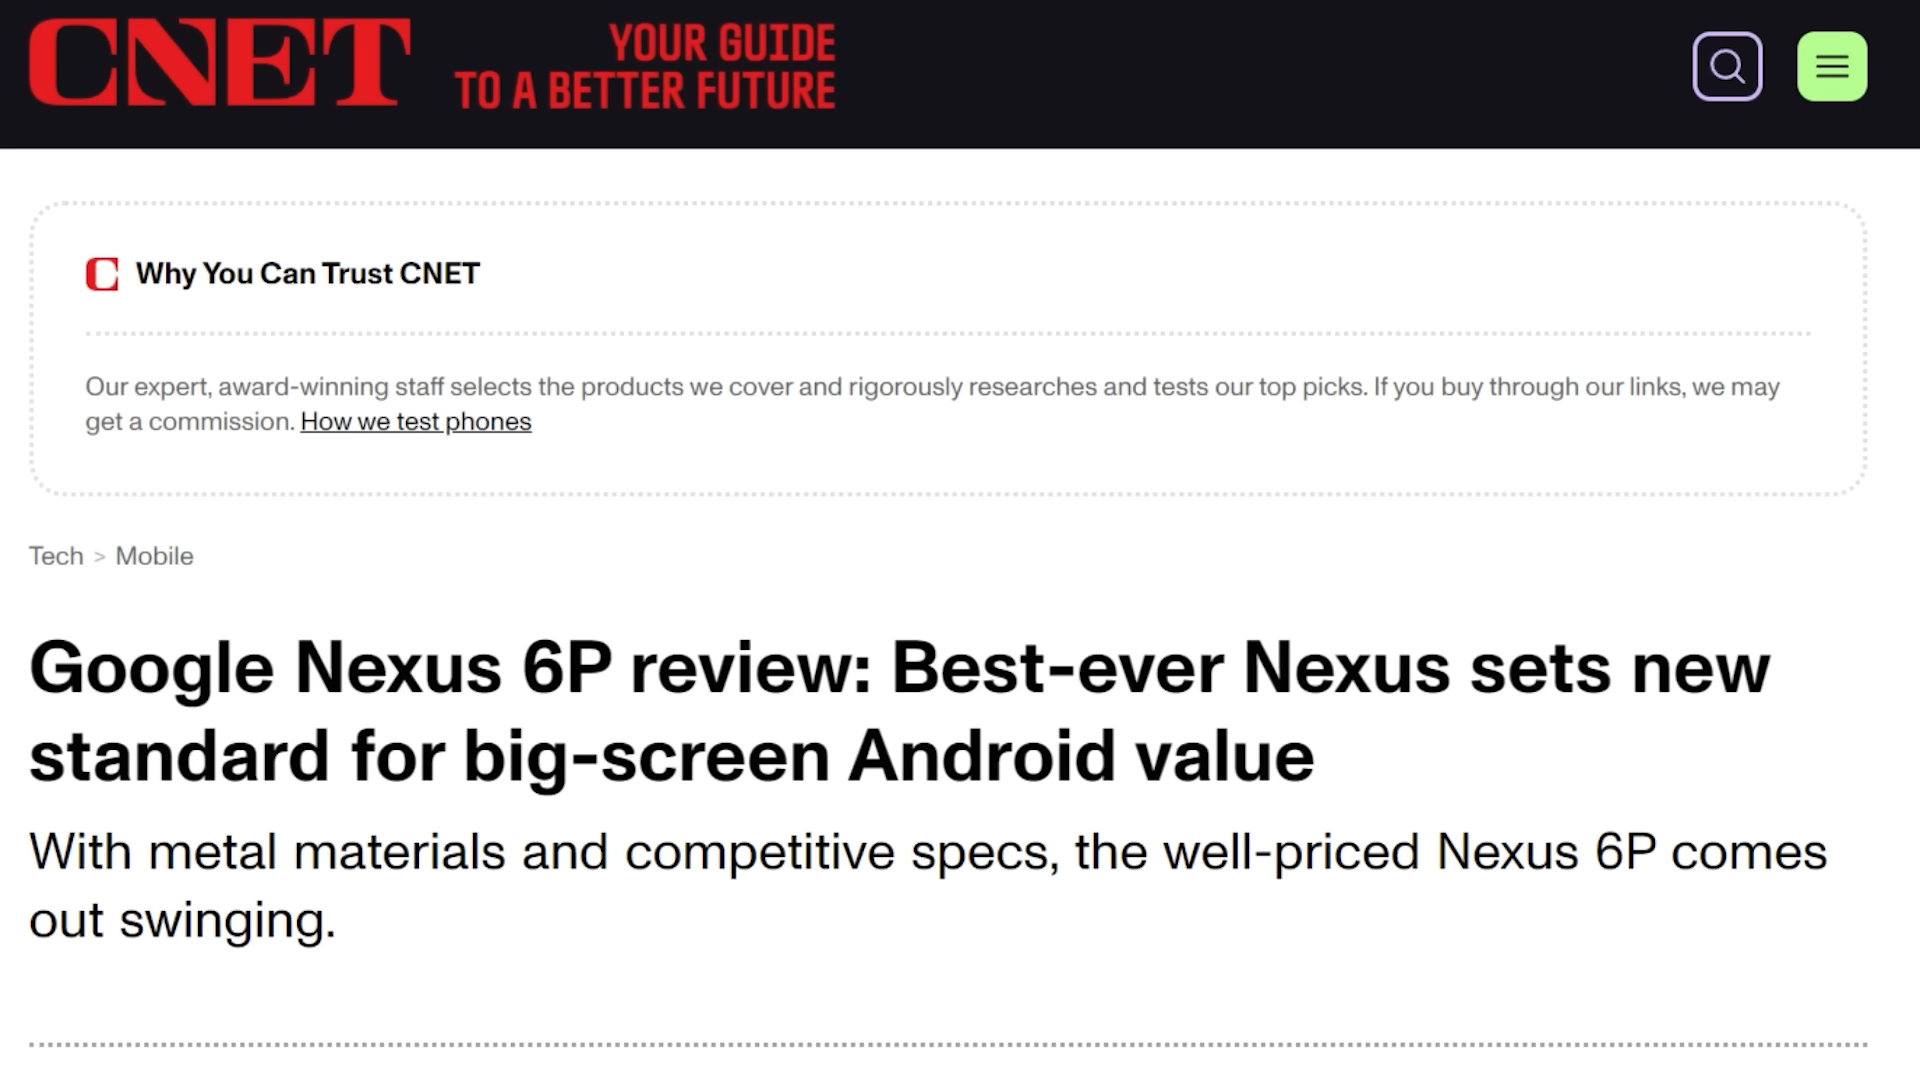 CNET
YOUR GUIDE
TO A BETTER FUTURE
Why You Can Trust CNET
Our expert, award-winning staff selects the products we cover and rigorously researches and tests our top picks. If you buy through our links, we may
get a commission. How we test phones
Tech > Mobile
Google Nexus 6P review: Best-ever Nexus sets new
standard for big-screen Android value
With metal materials and competitive specs, the well-priced Nexus 6P comes
out swinging.